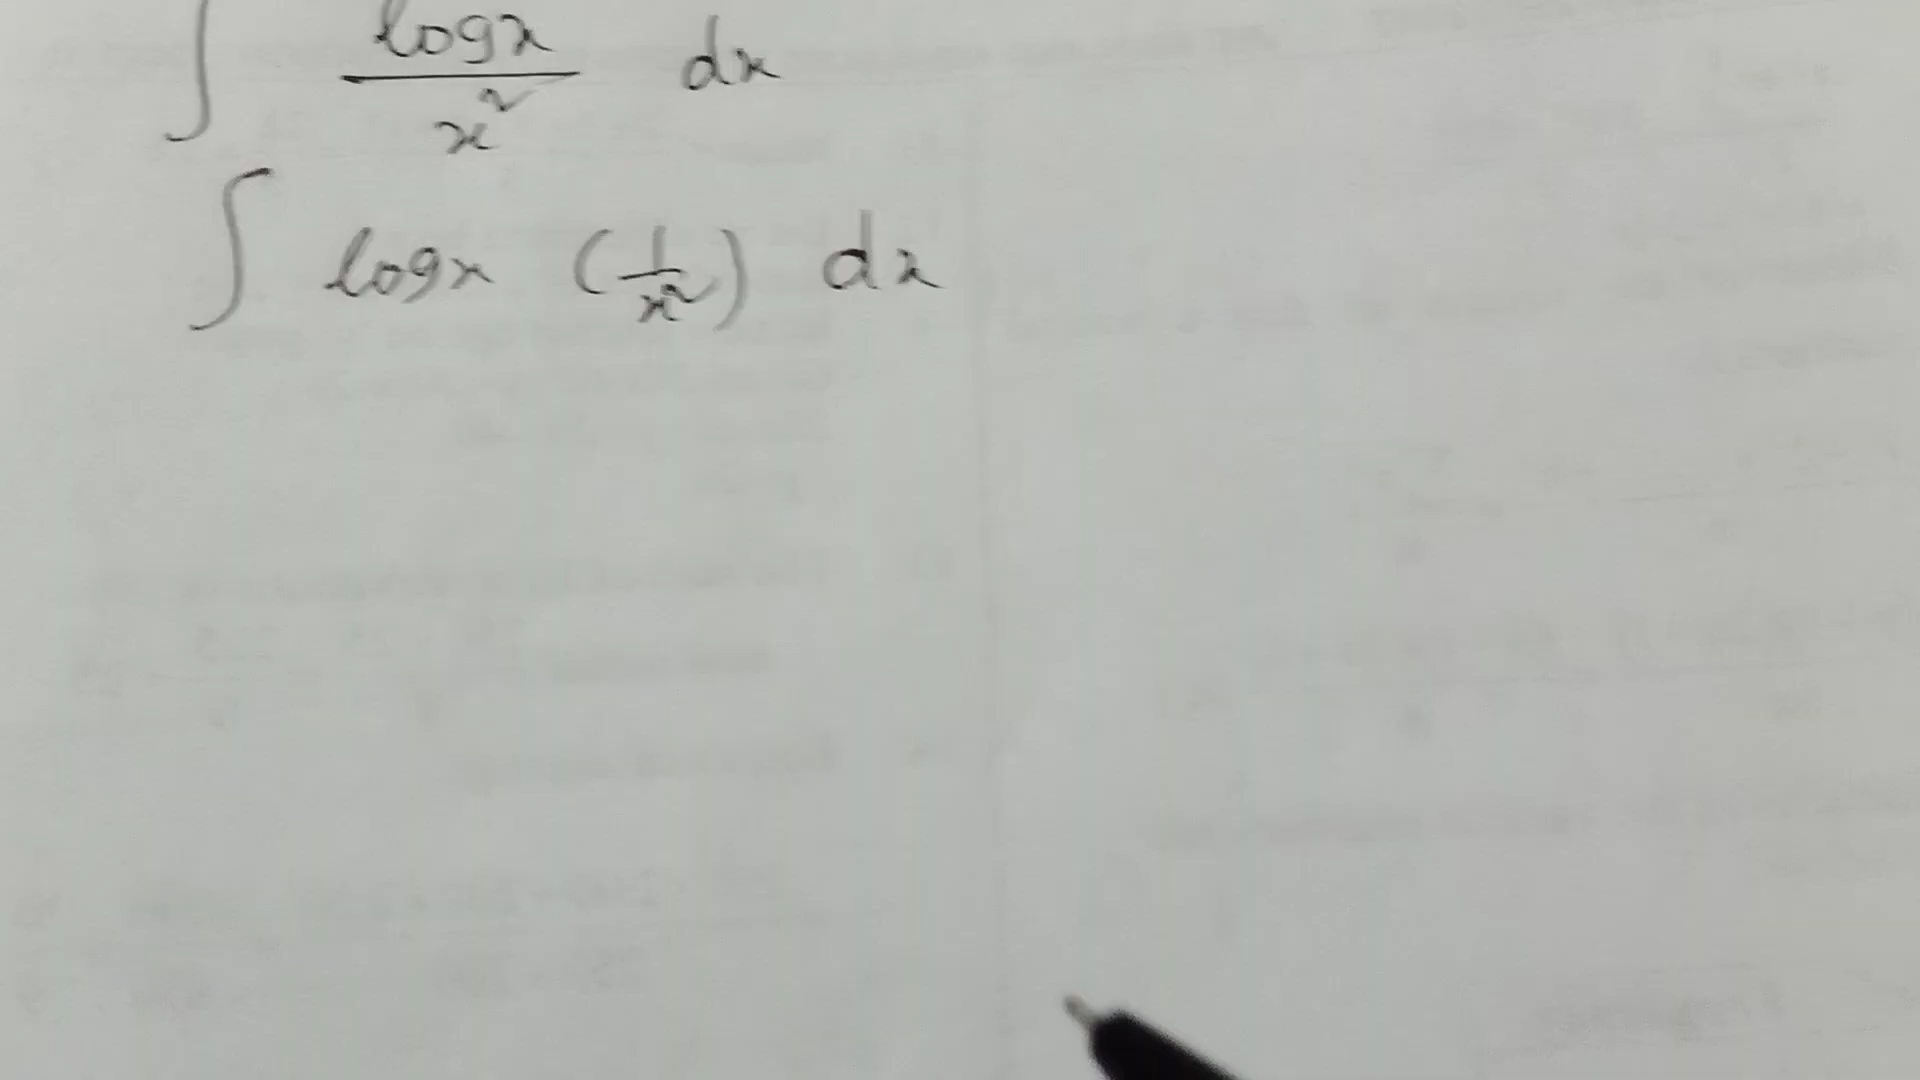 ∫ logx/x² dx
∫ logx (1/x²) dx